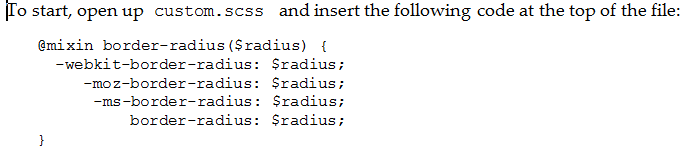 To start, open up custom.scss and insert the following code at the top of the file:
@mixin border-radius($radius) {
-webkit-border-radius: $radius;
-moz-border-radius: $radius;
-ms-border-radius: $radius;
border-radius: $radius;
}